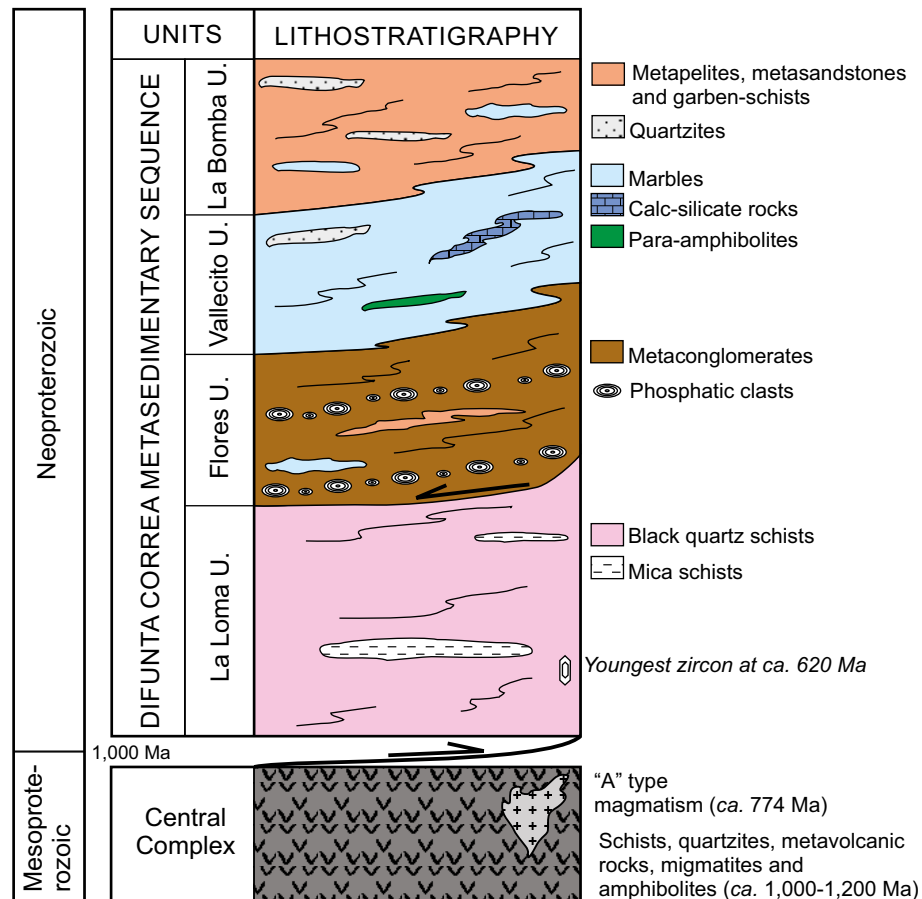 UNITS
LITHOSTRATIGRAPHY
Neoproterozoic
Mesoprote-
rozoic
DIFUNTA CORREA METASEDIMENTARY SEQUENCE
La Bomba U.
Vallecito U.
Flores U.
La Loma U.
1,000 Ma
Central
Complex
Metapelites, metasandstones
and garben-schists
Quartzites
Marbles
Calc-silicate rocks
Para-amphibolites
Metaconglomerates
Phosphatic clasts
Black quartz schists
Mica schists
Youngest zircon at ca. 620 Ma
“A” type
magmatism (ca. 774 Ma)
Schists, quartzites, metavolcanic
rocks, migmatites and
amphibolites (ca. 1,000-1,200 Ma)